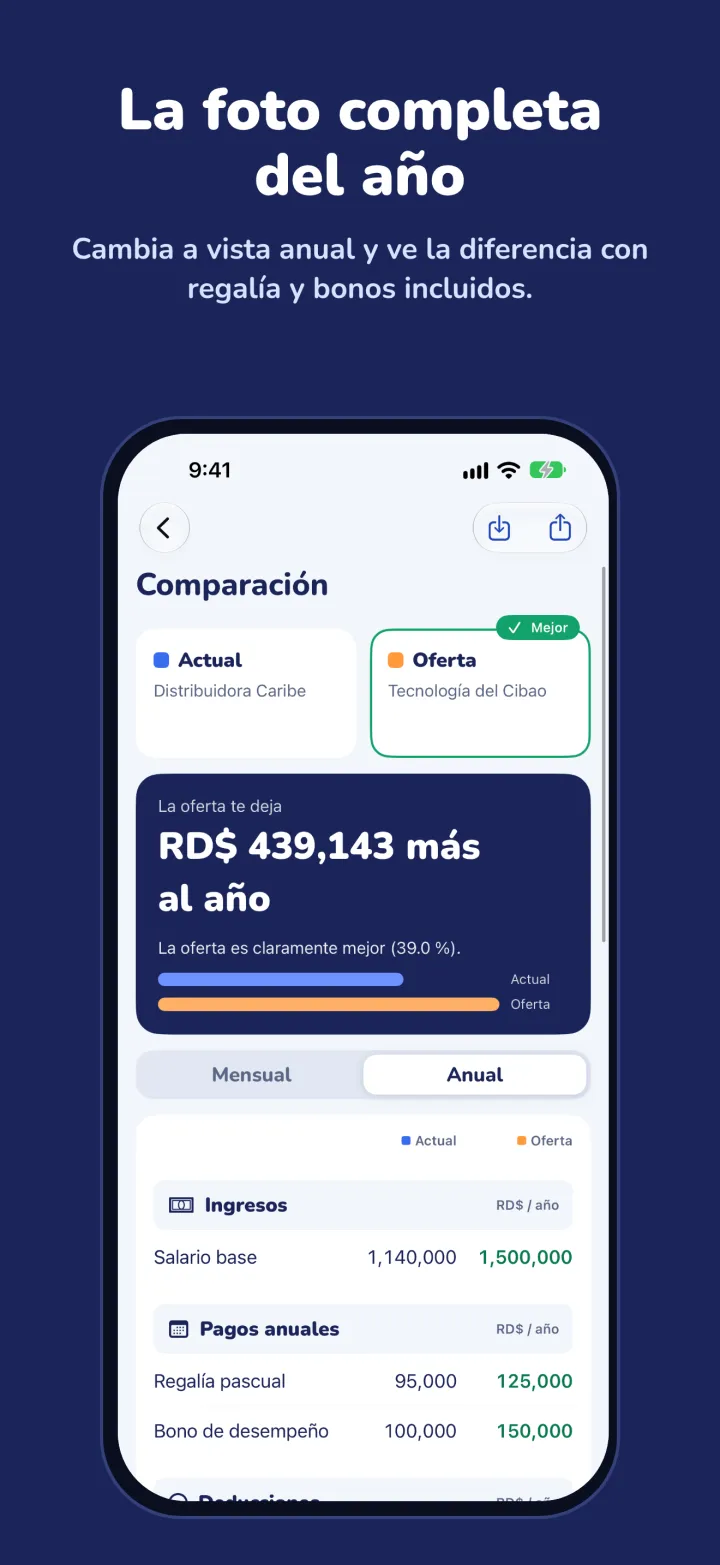 La foto completa
del año
Cambia a vista anual y ve la diferencia con
regalía y bonos incluidos.
9:41
Comparación
Mejor
Actual
Distribuidora Caribe
Oferta
Tecnología del Cibao
La oferta te deja
RD$ 439,143 más
al año
La oferta es claramente mejor (39.0 %).
Actual
Oferta
Mensual Anual
Actual Oferta
Ingresos RD$ / año
Salario base 1,140,000 1,500,000
Pagos anuales RD$ / año
Regalía pascual 95,000 125,000
Bono de desempeño 100,000 150,000